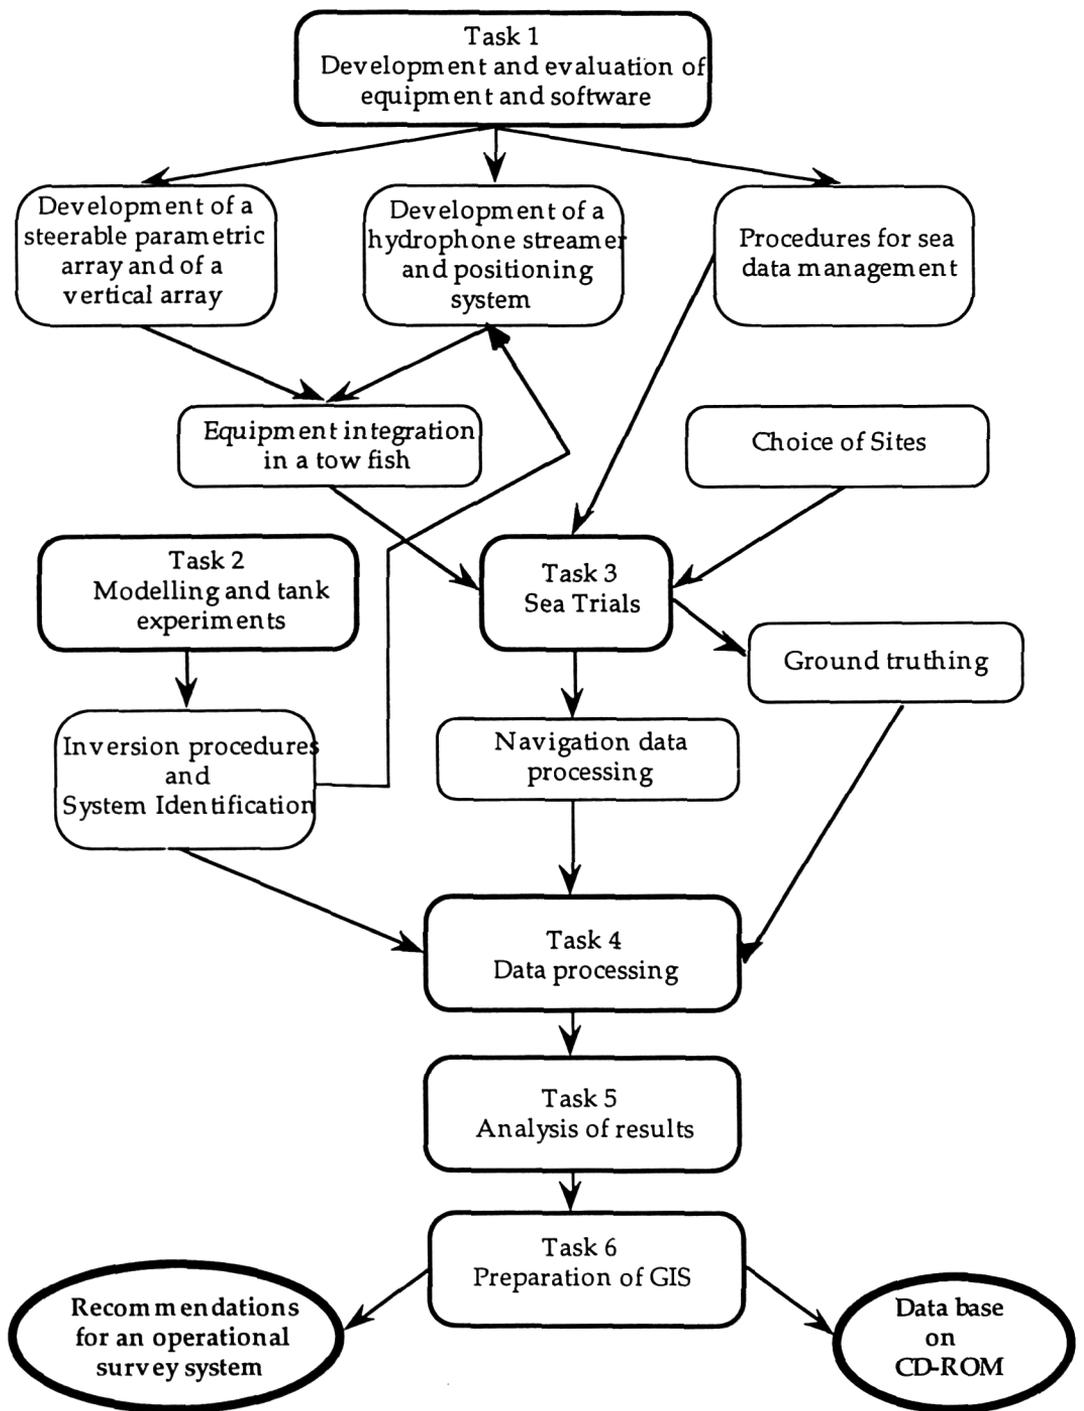 Task 1
Development and evaluation of
equipment and software
Development of a
steerable parametric
array and of a
vertical array
Development of a
hydrophone streamer
and positioning
system
Procedures for sea
data management
Equipment integration
in a tow fish
Choice of Sites
Task 2
Modelling and tank
experiments
Task 3
Sea Trials
Ground truthing
Inversion procedures
and
System Identification
Navigation data
processing
Task 4
Data processing
Task 5
Analysis of results
Task 6
Preparation of GIS
Recommendations
for an operational
survey system
Data base
on
CD-ROM